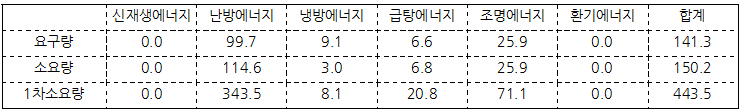 신재생에너지 난방에너지 냉방에너지 급탕에너지 조명에너지 환기에너지 합계
요구량 0.0 99.7 9.1 6.6 25.9 0.0 141.3
소요량 0.0 114.6 3.0 6.8 25.9 0.0 150.2
1차소요량 0.0 343.5 8.1 20.8 71.1 0.0 443.5